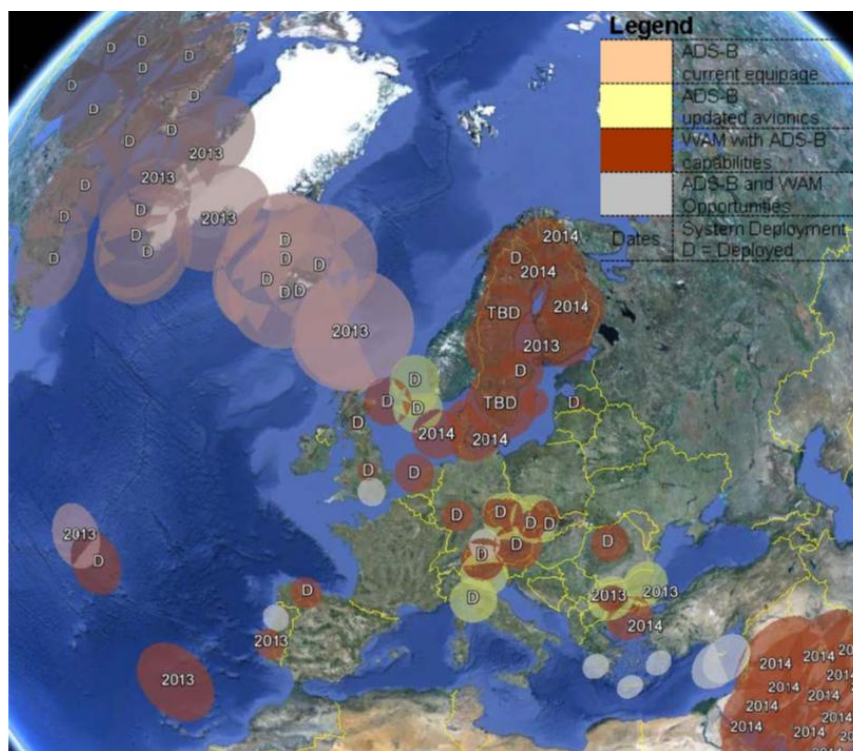 Legend
ADS-B
current equipage
ADS-B
updated avionics
WAM with ADS-B
capabilities
ADS-B and WAM
Opportunities
Dates
System Deployment
D = Deployed
D
D
D
D
D
D
D
D
D
2013
2013
D
D
D
2013
D
D
2014
D
D
D
D
D
2014
D
D
D
2014
TBD
2013
2013
D
D
D
D
TBD
D
D
2014
2014
D
D
D
D
D
D
2013
D
D
D
D
D
2013
2013
D
2014
2013
2014
2014
2013
2014
2014
2014
2014
2014